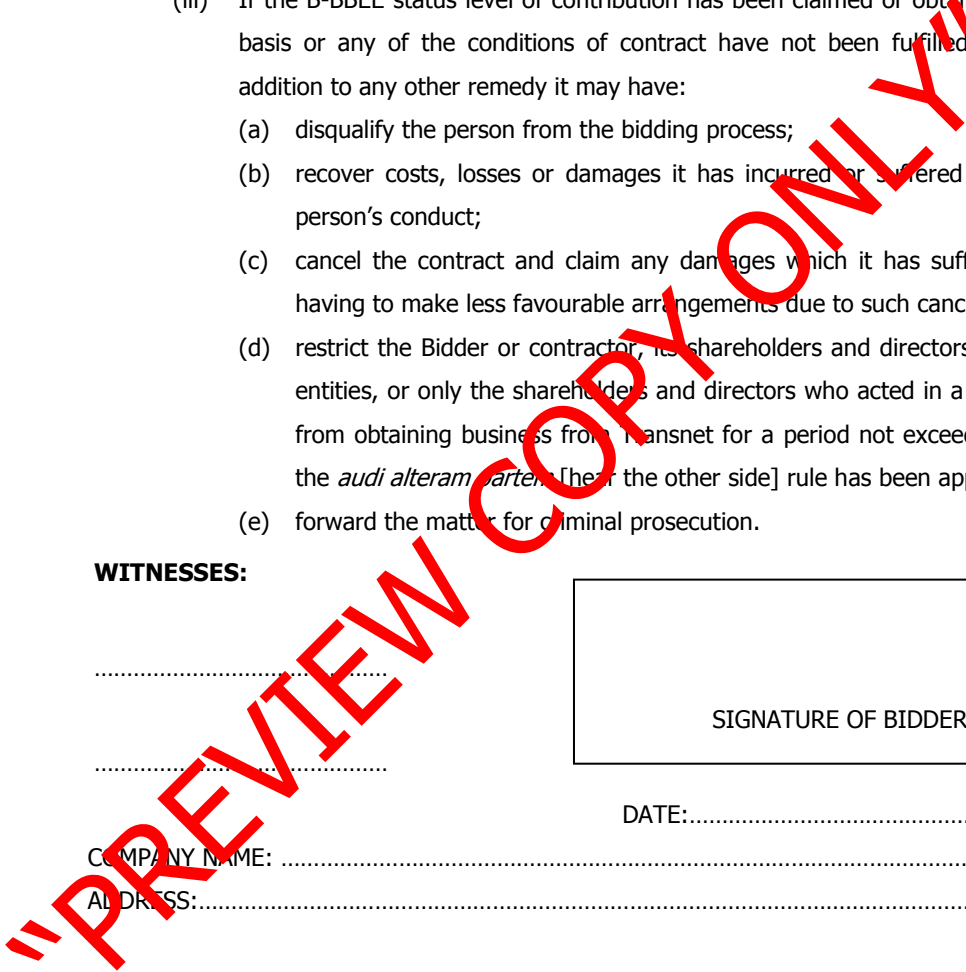 (iii) If the B-BBEE status level of contribution has been claimed or
basis or any of the conditions of contract have not been fulfilled
addition to any other remedy it may have:
(a) disqualify the person from the bidding process;
(b) recover costs, losses or damages it has incurred or suffered
person’s conduct;
(c) cancel the contract and claim any damages which it has
having to make less favourable arrangements due to such
(d) restrict the Bidder or contractor, its shareholders and directors
entities, or only the shareholders and directors who acted in a
from obtaining business from Transnet for a period not
the audi alteram partem [hear the other side] rule has been
(e) forward the matter for criminal prosecution.
WITNESSES:
.............................................
SIGNATURE OF BIDDER
.............................................
DATE:...........................................
COMPANY NAME: ...........................................................................................................
ADDRESS:........................................................................................................................
"PREVIEW COPY ONLY"